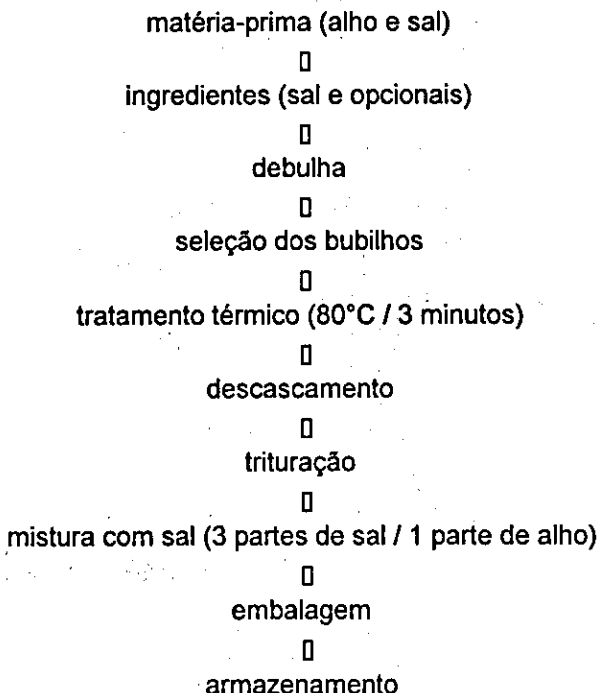 matéria-prima (alho e sal)
▯
ingredientes (sal e opcionais)
▯
debulha
▯
seleção dos bubilhos
▯
tratamento térmico (80°C / 3 minutos)
▯
descascamento
▯
trituração
▯
mistura com sal (3 partes de sal / 1 parte de alho)
▯
embalagem
▯
armazenamento